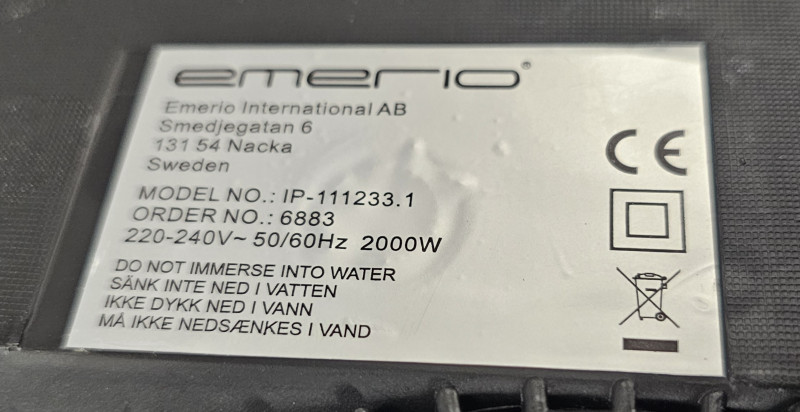 emerio®
Emerio International AB
Smedjegatan 6
131 54 Nacka
Sweden
MODEL NO.: IP-111233.1
ORDER NO.: 6883
220-240V~ 50/60Hz 2000W
DO NOT IMMERSE INTO WATER
SÄNK INTE NED I VATTEN
IKKE DYKK NED I VANN
MÅ IKKE NEDSÆNKES I VAND
CE